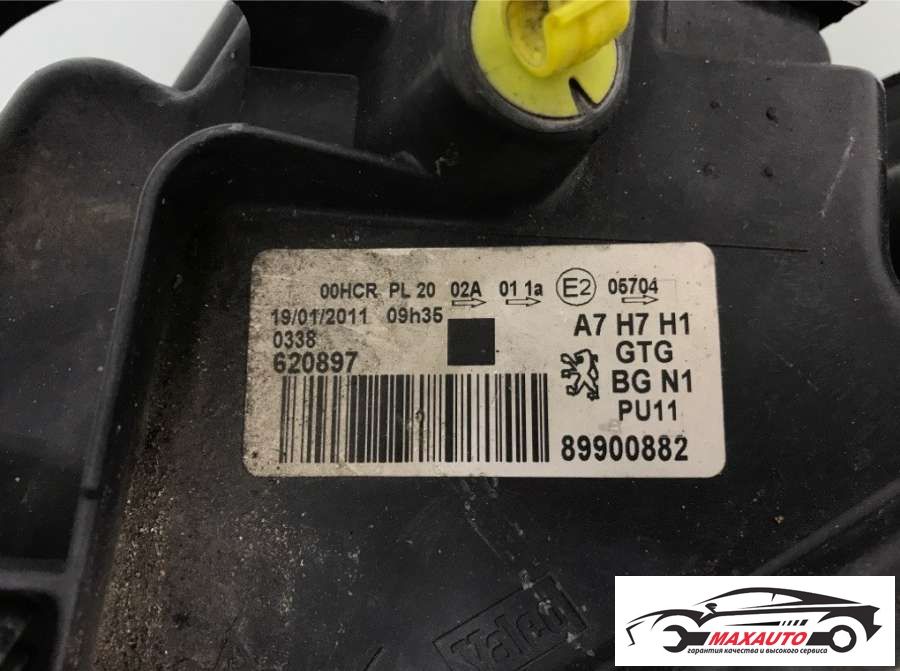 00HCR PL 20 02A 01 1a E2 05704
19/01/2011 09h35
0338
620897
A7 H7 H1
GTG
BG N1
PU11
89900882
Valeo
MAXAUTO
гарантия качества и высокого сервиса